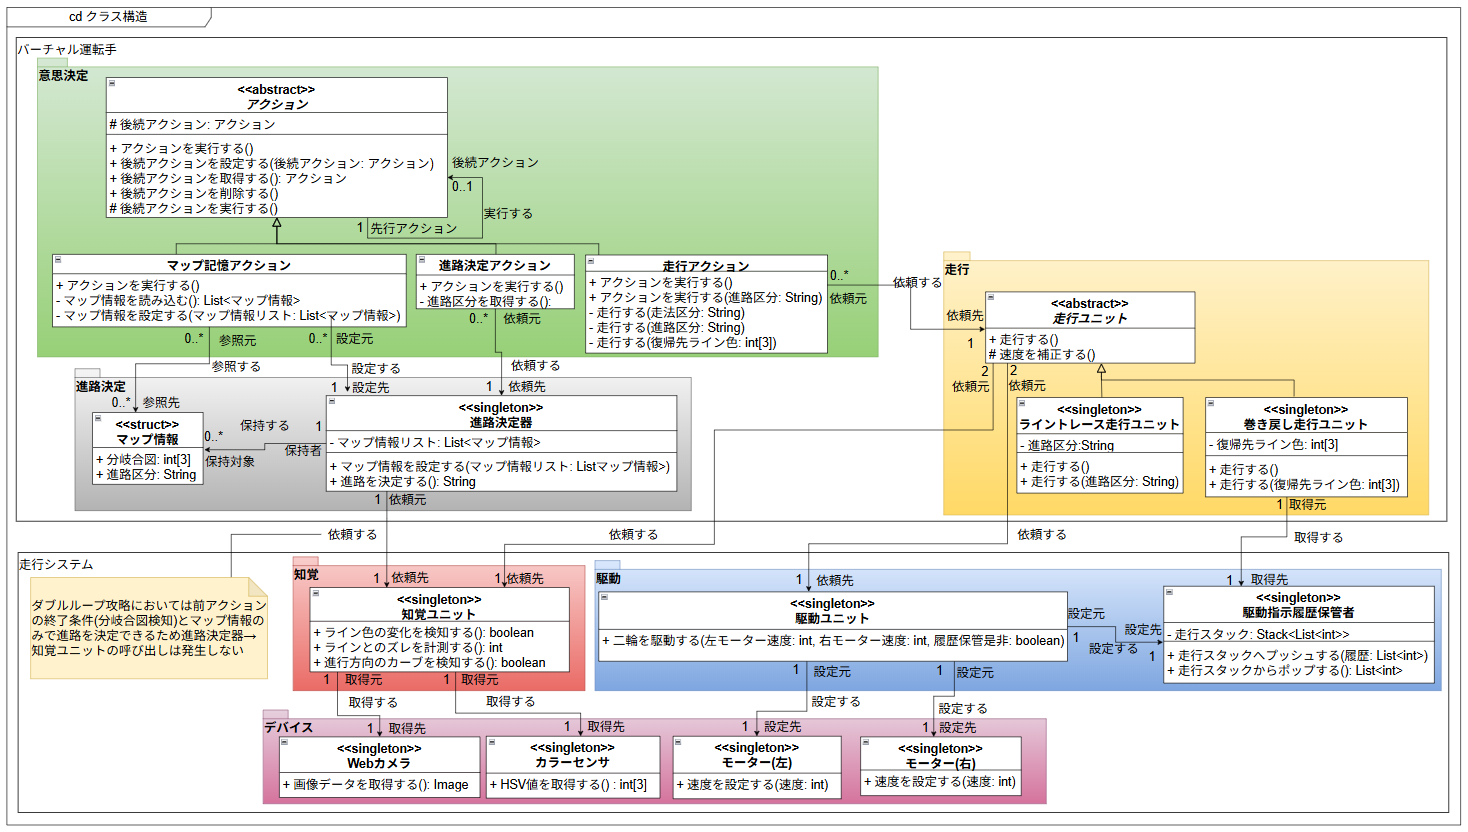 cd クラス構造
バーチャル運転手
意思決定
<<abstract>>
アクション
# 後続アクション: アクション
+ アクションを実行する()
+ 後続アクションを設定する(後続アクション: アクション)
+ 後続アクションを取得する(): アクション
+ 後続アクションを削除する()
# 後続アクションを実行する()
後続アクション
0..1
実行する
1
先行アクション
マップ記憶アクション
+ アクションを実行する()
- マップ情報を読み込む(): List<マップ情報>
- マップ情報を設定する(マップ情報リスト: List<マップ情報>)
進路決定アクション
+ アクションを実行する()
- 進路区分を取得する():
走行アクション
+ アクションを実行する()
+ アクションを実行する(進路区分: String)
- 走行する(走法区分: String)
- 走行する(進路区分: String)
- 走行する(復帰先ライン色: int[3])
0..*
依頼元
依頼する
0..*
参照元
0..*
設定元
0..*
依頼元
参照する
設定する
依頼する
走行
<<abstract>>
走行ユニット
+ 走行する()
# 速度を補正する()
依頼先
1
2
依頼元
2
依頼元
<<singleton>>
ライントレース走行ユニット
- 進路区分:String
+ 走行する()
+ 走行する(進路区分: String)
<<singleton>>
巻き戻し走行ユニット
- 復帰先ライン色: int[3]
+ 走行する()
+ 走行する(復帰先ライン色: int[3])
1
取得元
進路決定
0..*
参照先
1
設定先
1
依頼先
<<struct>>
マップ情報
+ 分岐合図: int[3]
+ 進路区分: String
0..*
保持対象
保持する
1
保持者
<<singleton>>
進路決定器
- マップ情報リスト: List<マップ情報>
+ マップ情報を設定する(マップ情報リスト: Listマップ情報>)
+ 進路を決定する(): String
1
依頼元
依頼する
依頼する
依頼する
取得する
走行システム
ダブルループ攻略においては前アクション
の終了条件(分岐合図検知)とマップ情報の
みで進路を決定できるため進路決定器→
知覚ユニットの呼び出しは発生しない
知覚
1
依頼先
1
依頼先
<<singleton>>
知覚ユニット
+ ライン色の変化を検知する(): boolean
+ ラインとのズレを計測する(): int
+ 進行方向のカーブを検知する(): boolean
1
取得元
1
取得元
取得する
取得する
駆動
1
依頼先
<<singleton>>
駆動ユニット
+ 二輪を駆動する(左モーター速度: int, 右モーター速度: int, 履歴保管是非: boolean)
設定元
1
設定する
設定先
1
1
取得先
<<singleton>>
駆動指示履歴保管者
- 走行スタック: Stack<List<int>>
+ 走行スタックへプッシュする(履歴: List<int>)
+ 走行スタックからポップする(): List<int>
1
設定元
1
設定元
設定する
設定する
デバイス
1
取得先
1
取得先
1
設定先
1
設定先
<<singleton>>
Webカメラ
+ 画像データを取得する(): Image
<<singleton>>
カラーセンサ
+ HSV値を取得する() : int[3]
<<singleton>>
モーター(左)
+ 速度を設定する(速度: int)
<<singleton>>
モーター(右)
+ 速度を設定する(速度: int)